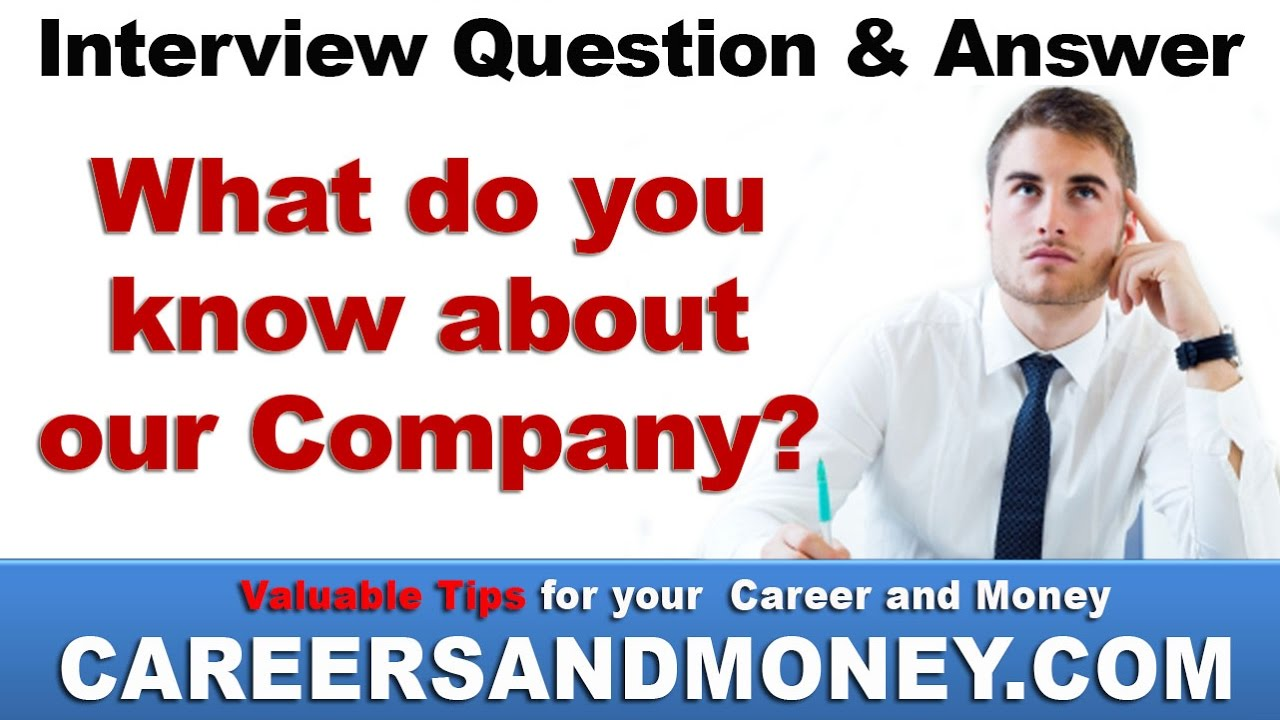 Interview Question & Answer
What do you
know about
our Company?
Valuable Tips for your Career and Money
CAREERSANDMONEY.COM